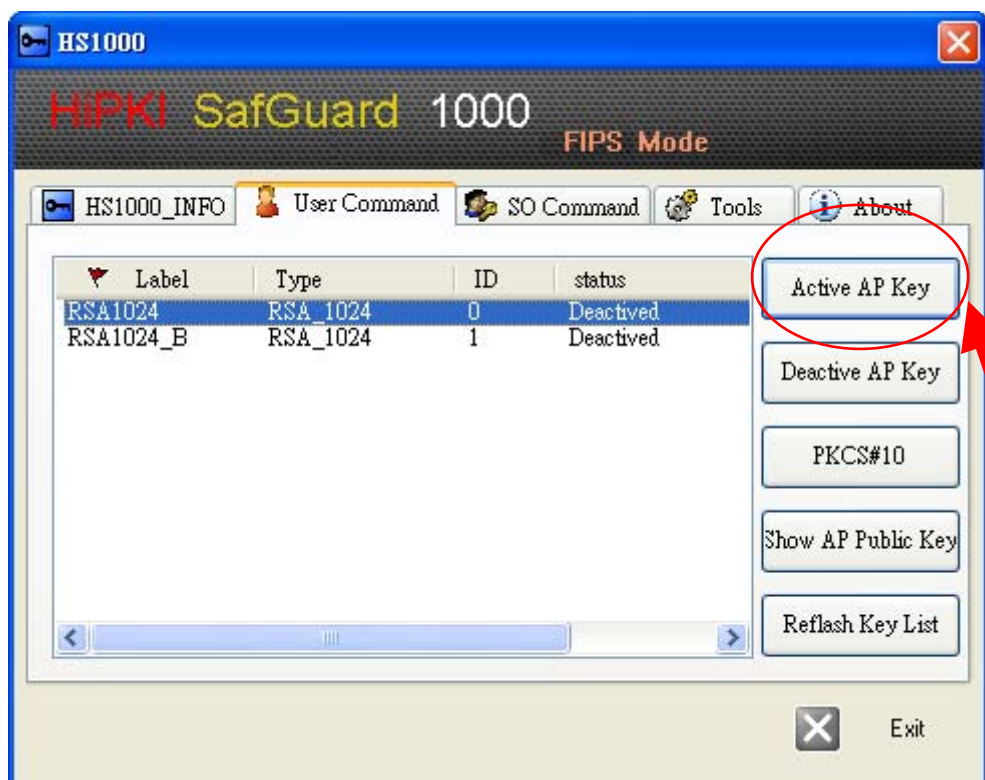 HS1000
HiPKI SafGuard 1000
FIPS Mode
HS1000_INFO User Command SO Command Tools About
Label Type ID status
RSA1024 RSA_1024 0 Deactived
RSA1024_B RSA_1024 1 Deactived
Active AP Key
Deactive AP Key
PKCS#10
Show AP Public Key
Reflash Key List
Exit